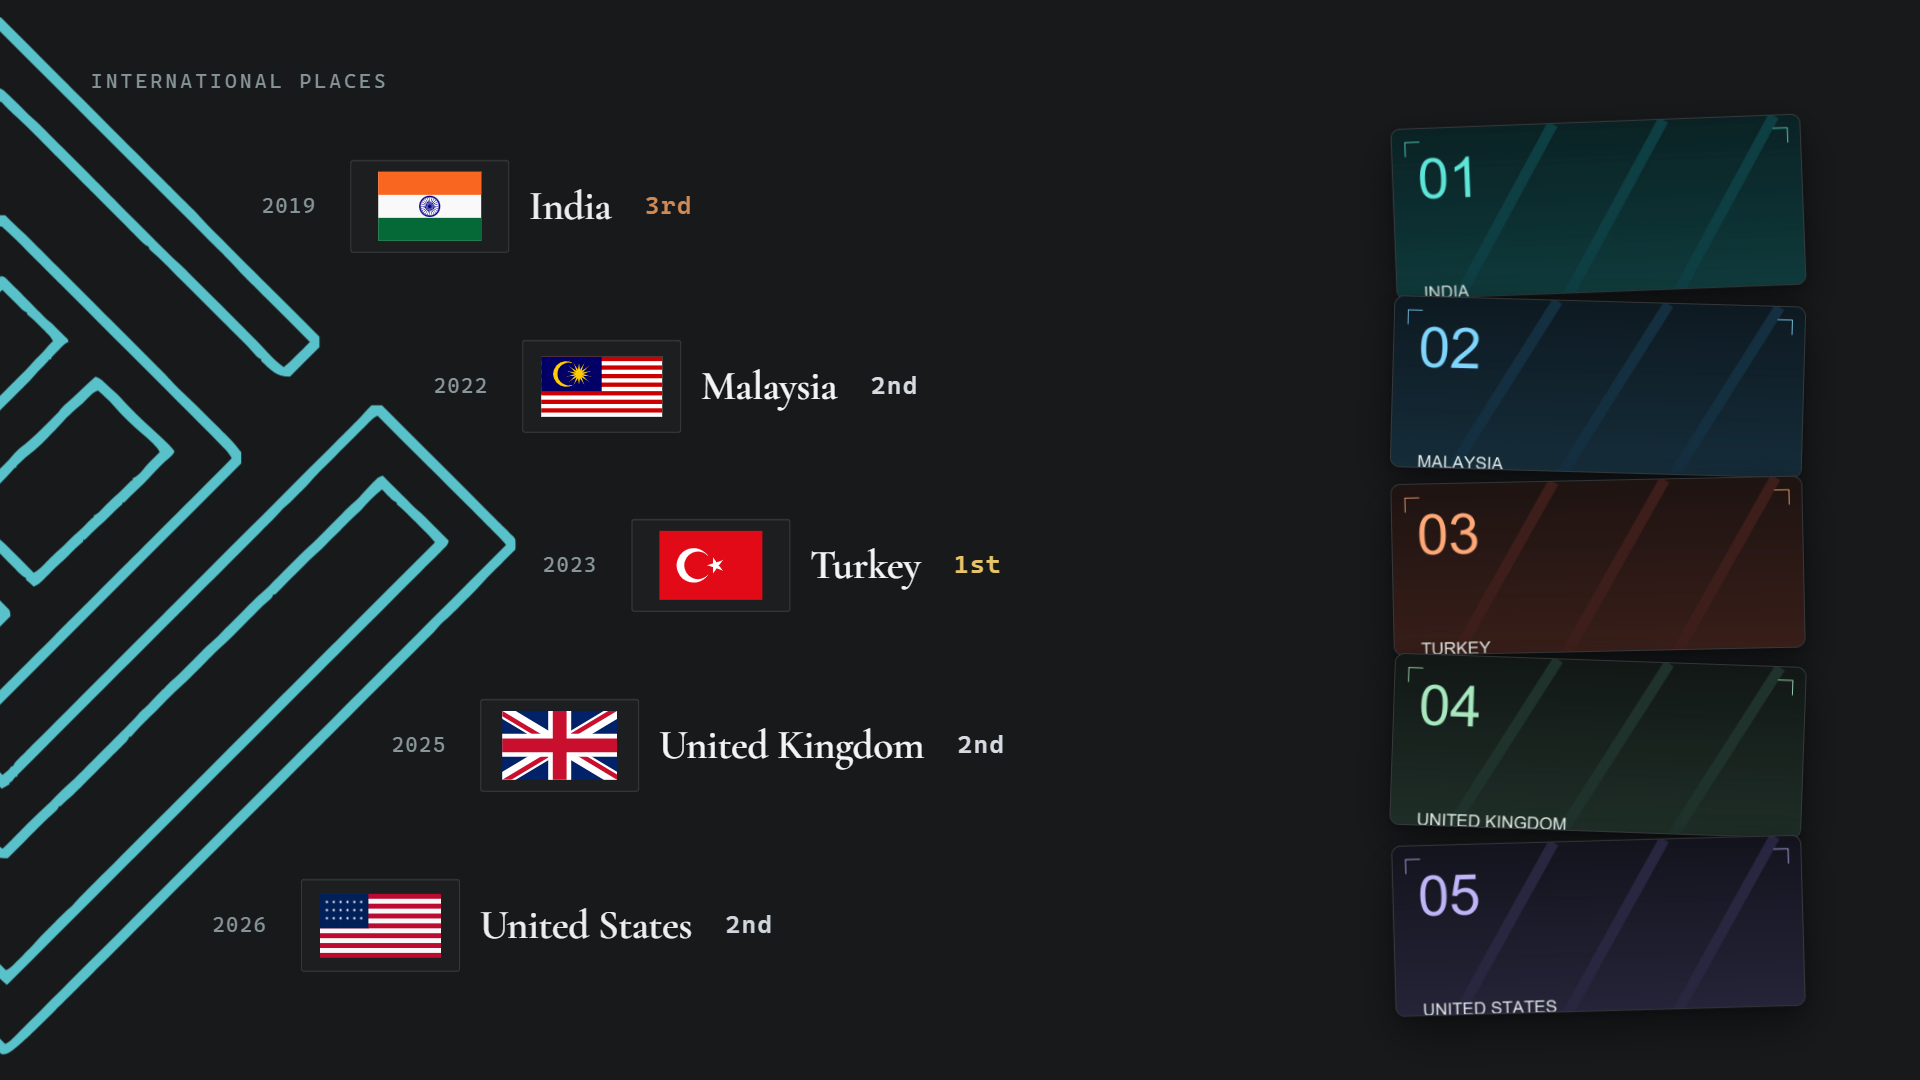 INTERNATIONAL PLACES
2019 India 3rd
2022 Malaysia 2nd
2023 Turkey 1st
2025 United Kingdom 2nd
2026 United States 2nd
01
INDIA
02
MALAYSIA
03
TURKEY
04
UNITED KINGDOM
05
UNITED STATES